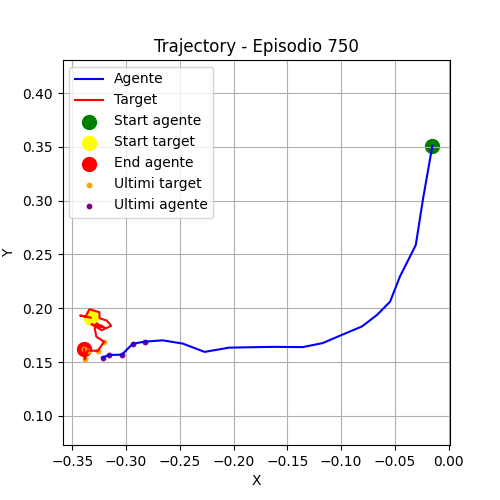 Trajectory - Episodio 750
Agente
Target
Start agente
Start target
End agente
Ultimi target
Ultimi agente
Y
0.40
0.35
0.30
0.25
0.20
0.15
0.10
−0.35 −0.30 −0.25 −0.20 −0.15 −0.10 −0.05 0.00
X